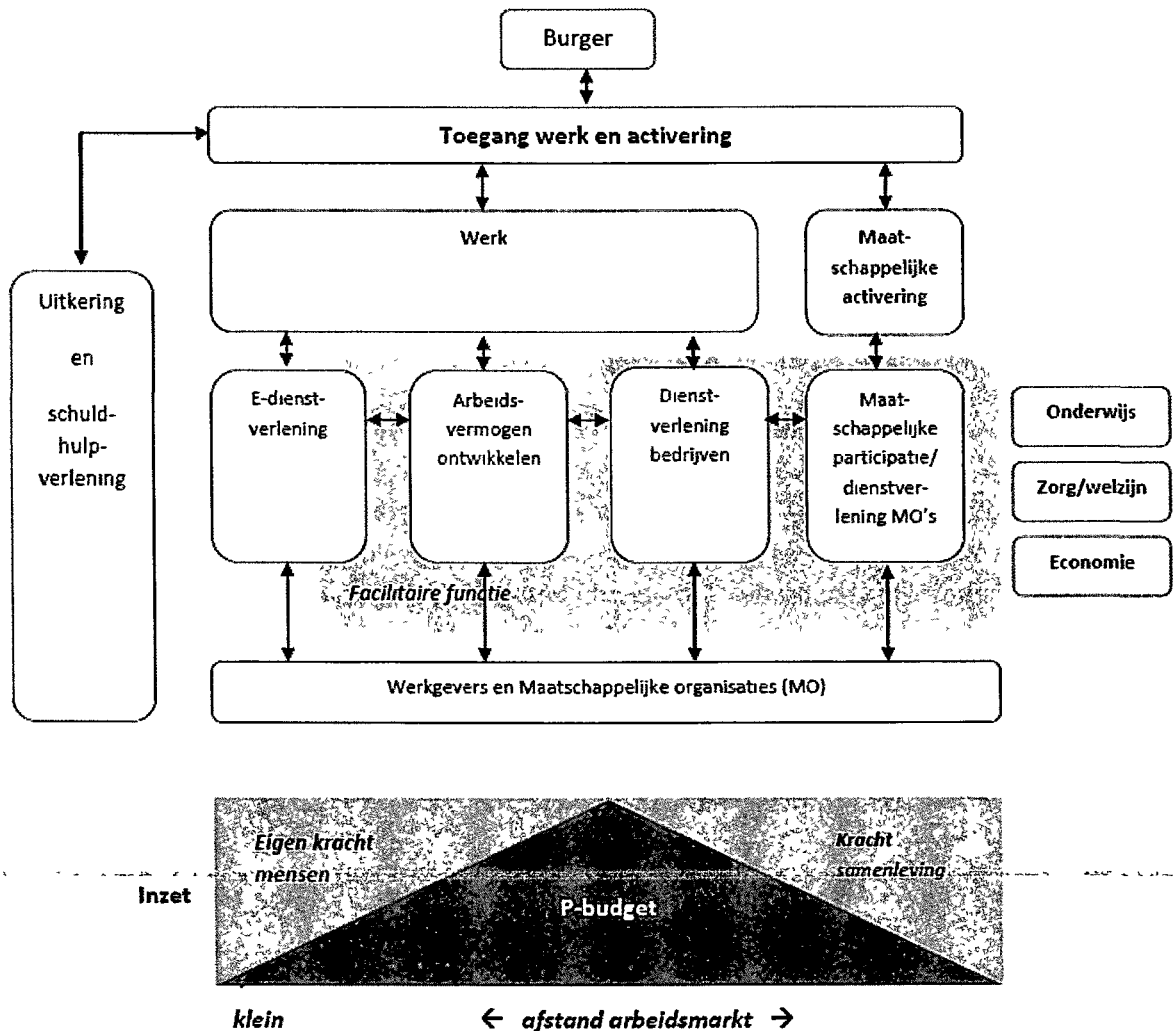 Burger
Toegang werk en activering
Werk
Maat-
schappelijke
activering
Uitkering
en
schuld-
hulp-
verlening
E-dienst-
verlening
Arbeids-
vermogen
ontwikkelen
Dienst-
verlening
bedrijven
Maat-
schappelijke
participatie/
dienstver-
lening MO's
Onderwijs
Zorg/welzijn
Economie
Facilitaire functie
Werkgevers en Maatschappelijke organisaties (MO)
Eigen kracht
mensen
Kracht
samenleving
Inzet
P-budget
klein
← afstand arbeidsmarkt →